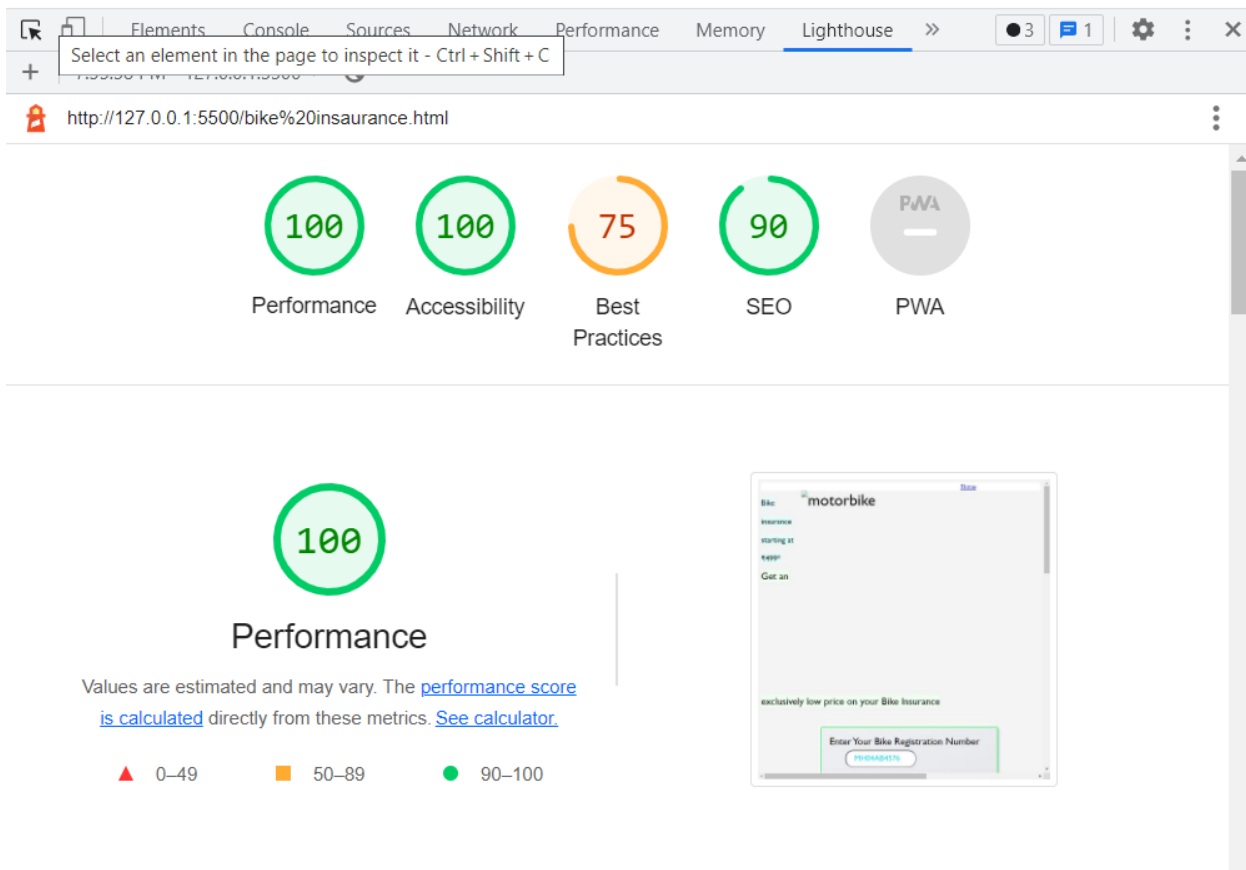 Elements Console Sources Network Performance Memory Lighthouse 3 1
Select an element in the page to inspect it - Ctrl + Shift + C
http://127.0.0.1:5500/bike%20insaurance.html
100 100 75 90 PWA
Performance Accessibility Best Practices SEO PWA
100
Performance
Values are estimated and may vary. The performance score
is calculated directly from these metrics. See calculator.
0–49 50–89 90–100
Home
Bike motorbike
insurance
starting at
Get an
exclusively low price on your Bike Insurance
Enter Your Bike Registration Number